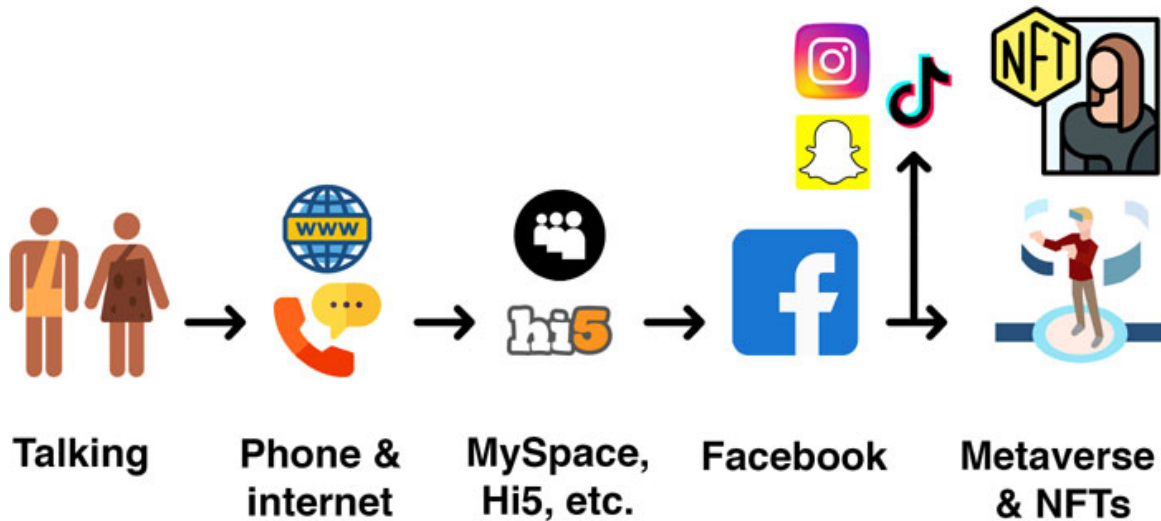 NFT
www
hi5
Talking
Phone &
internet
MySpace,
Hi5, etc.
Facebook
Metaverse
& NFTs